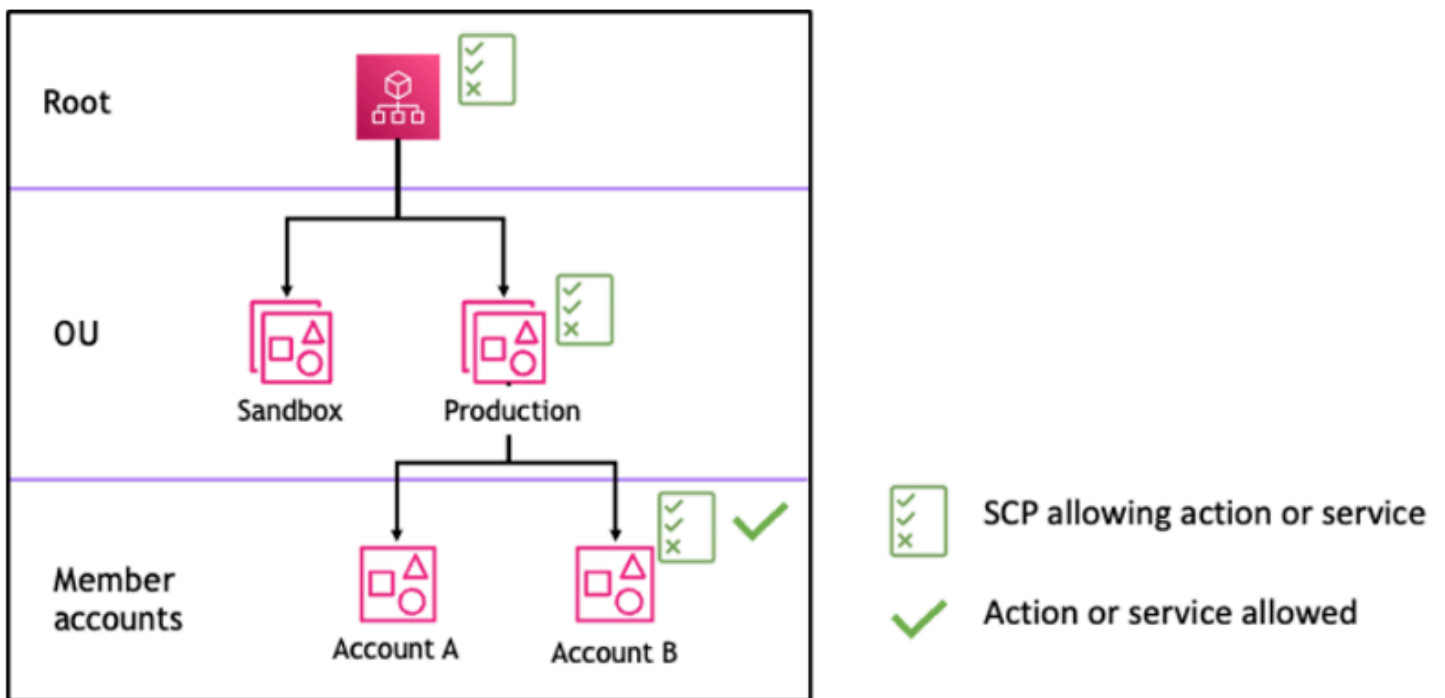 Root
OU
Sandbox
Production
Member
accounts
Account A
Account B
SCP allowing action or service
Action or service allowed